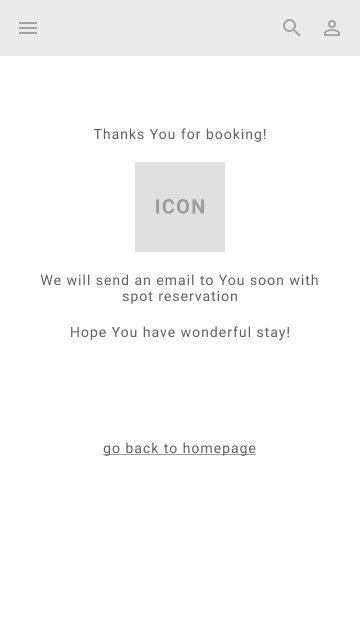 Thanks You for booking!
ICON
We will send an email to You soon with
spot reservation
Hope You have wonderful stay!
go back to homepage